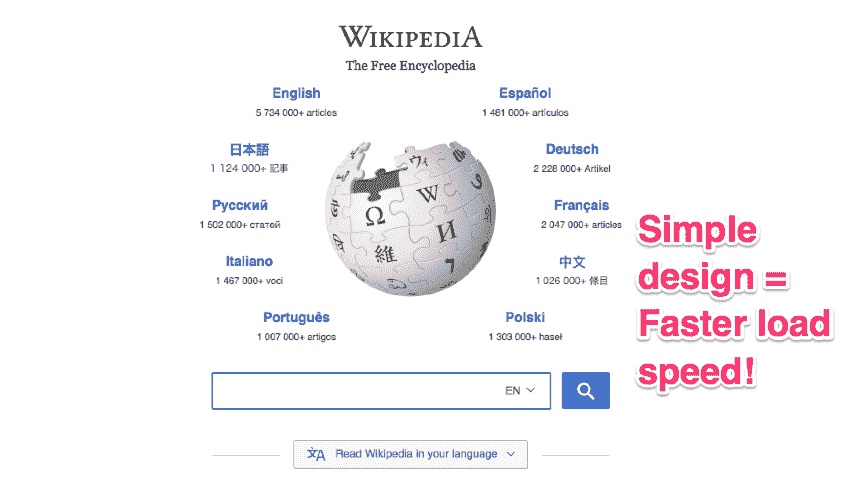 WIKIPEDIA
The Free Encyclopedia
English
5 734 000+ articles
Español
1 481 000+ artículos
日本語
1 124 000+ 記事
Deutsch
2 228 000+ Artikel
Русский
1 502 000+ статей
Français
2 047 000+ articles
Italiano
1 467 000+ voci
中文
1 026 000+ 條目
Português
1 007 000+ artigos
Polski
1 303 000+ haseł
Ω
W
И
維
ウィ
EN
Read Wikipedia in your language
Simple
design =
Faster load
speed!